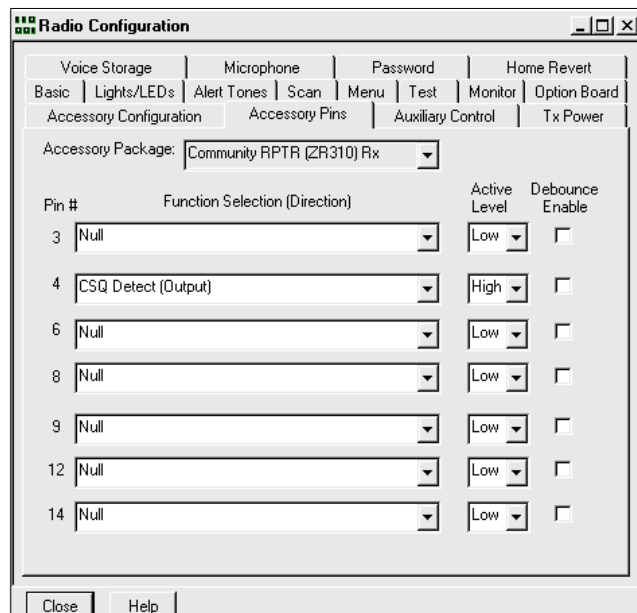 Radio Configuration
Voice Storage Microphone Password Home Revert
Basic Lights/LEDs Alert Tones Scan Menu Test Monitor Option Board
Accessory Configuration Accessory Pins Auxiliary Control Tx Power
Accessory Package: Community RPTR (ZR310) Rx
Pin # Function Selection (Direction) Active Level Debounce Enable
3 Null Low
4 CSQ Detect (Output) High
6 Null Low
8 Null Low
9 Null Low
12 Null Low
14 Null Low
Close Help